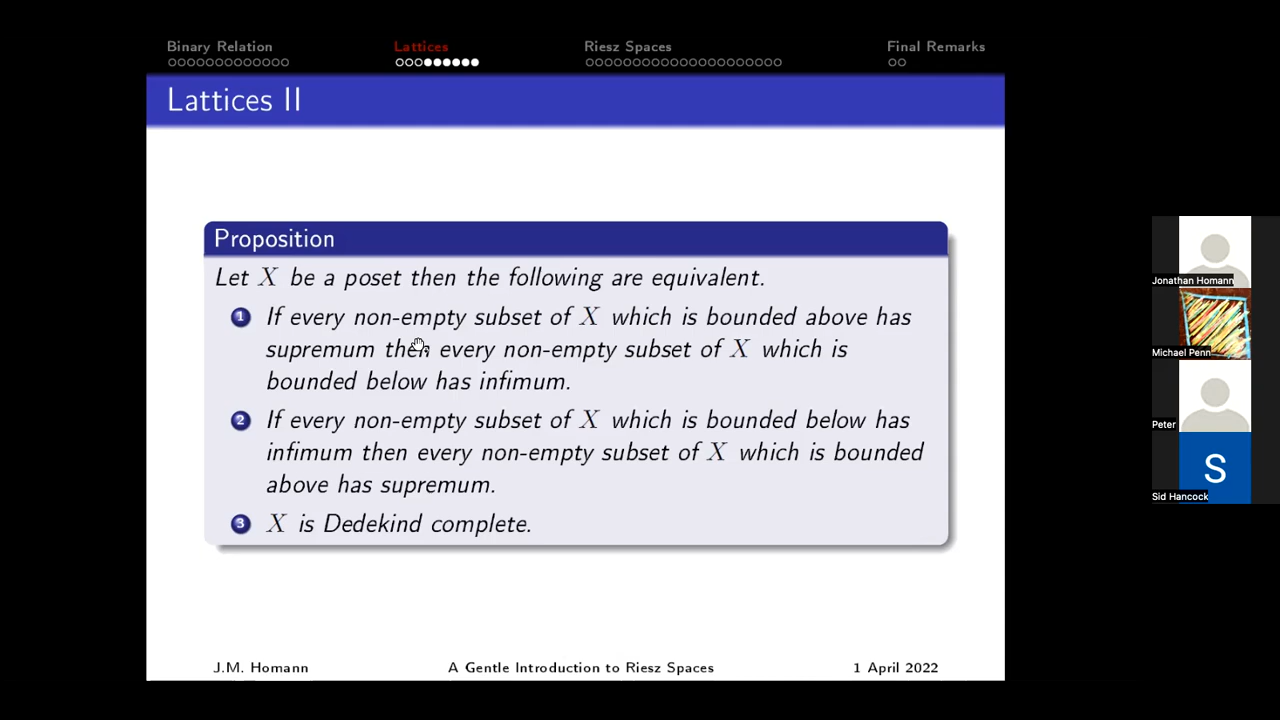 Binary Relation
Lattices
Riesz Spaces
Final Remarks
Lattices II
Proposition
Let X be a poset then the following are equivalent.
1 If every non-empty subset of X which is bounded above has
supremum then every non-empty subset of X which is
bounded below has infimum.
2 If every non-empty subset of X which is bounded below has
infimum then every non-empty subset of X which is bounded
above has supremum.
3 X is Dedekind complete.
J.M. Homann
A Gentle Introduction to Riesz Spaces
1 April 2022
Jonathan Homann
Michael Penn
Peter
S
Sid Hancock